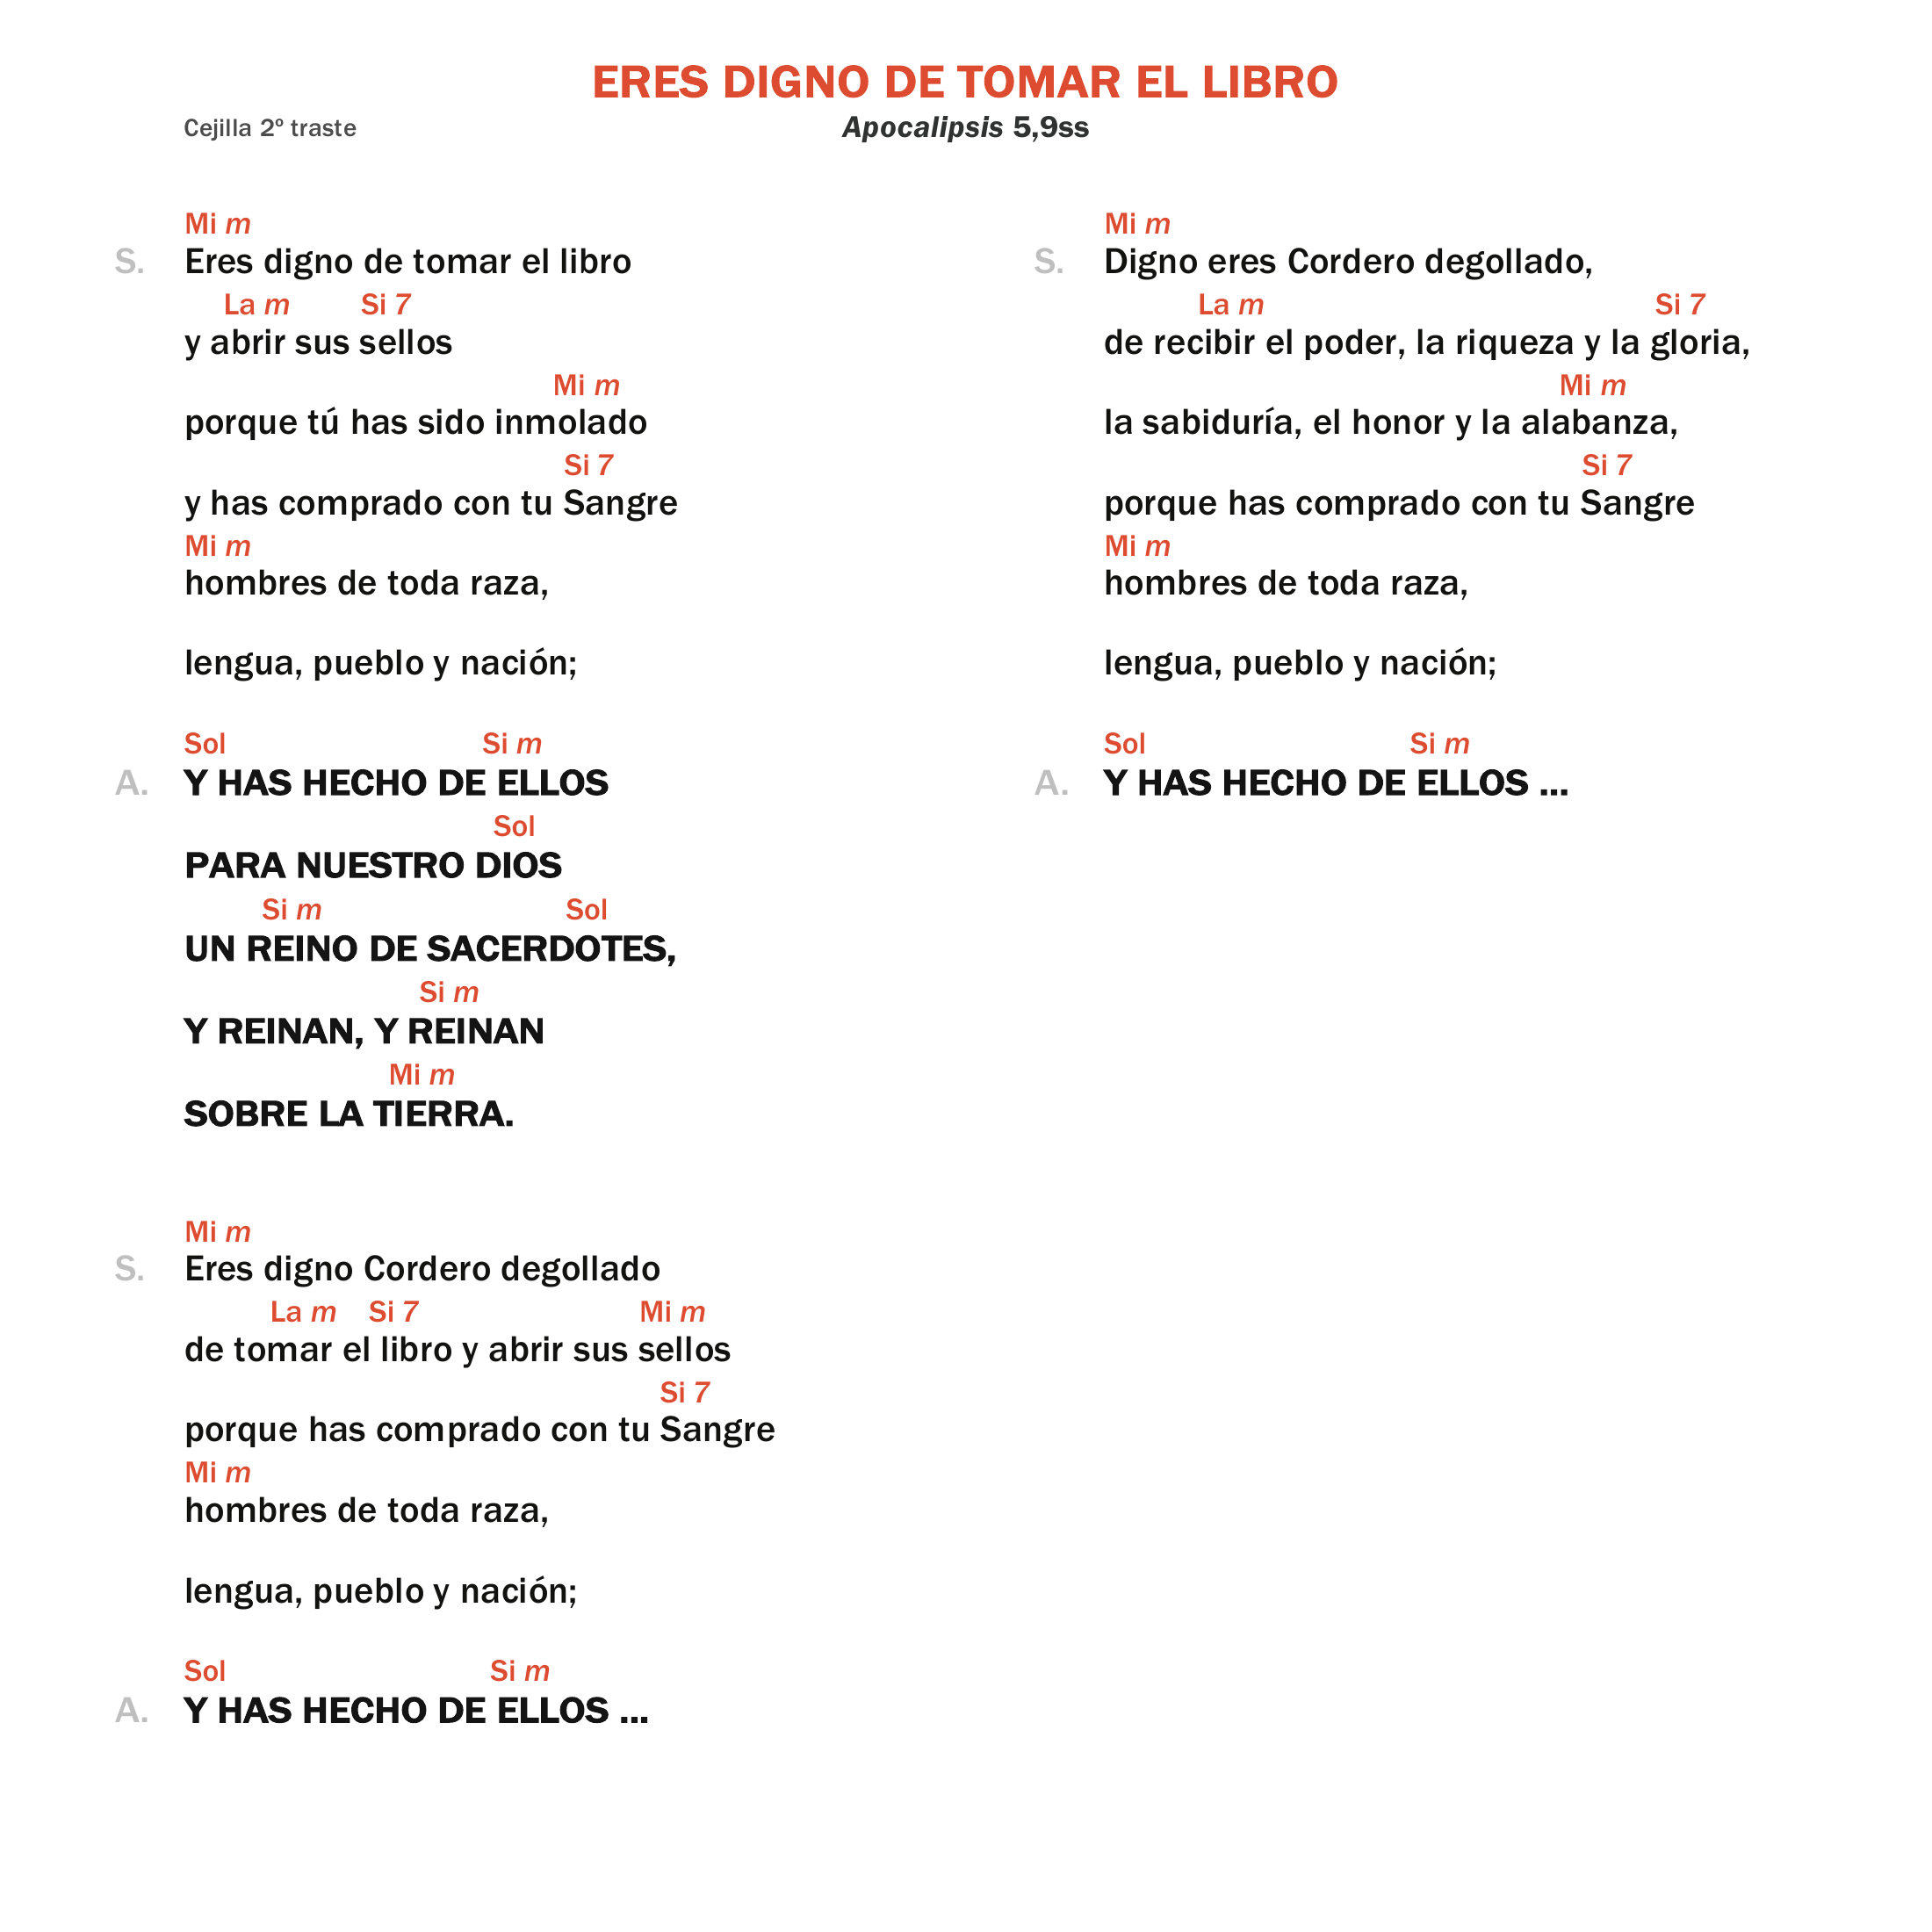 ERES DIGNO DE TOMAR EL LIBRO
Cejilla 2º traste
Apocalipsis 5,9ss
Mi m
S. Eres digno de tomar el libro
La m Si 7
y abrir sus sellos
Mi m
porque tú has sido inmolado
Si 7
y has comprado con tu Sangre
Mi m
hombres de toda raza,
lengua, pueblo y nación;
Sol Si m
A. Y HAS HECHO DE ELLOS
Sol
PARA NUESTRO DIOS
Si m Sol
UN REINO DE SACERDOTES,
Si m
Y REINAN, Y REINAN
Mi m
SOBRE LA TIERRA.
Mi m
S. Eres digno Cordero degollado
La m Si 7 Mi m
de tomar el libro y abrir sus sellos
Si 7
porque has comprado con tu Sangre
Mi m
hombres de toda raza,
lengua, pueblo y nación;
Sol Si m
A. Y HAS HECHO DE ELLOS ...
Mi m
S. Digno eres Cordero degollado,
La m Si 7
de recibir el poder, la riqueza y la gloria,
Mi m
la sabiduría, el honor y la alabanza,
Si 7
porque has comprado con tu Sangre
Mi m
hombres de toda raza,
lengua, pueblo y nación;
Sol Si m
A. Y HAS HECHO DE ELLOS ...